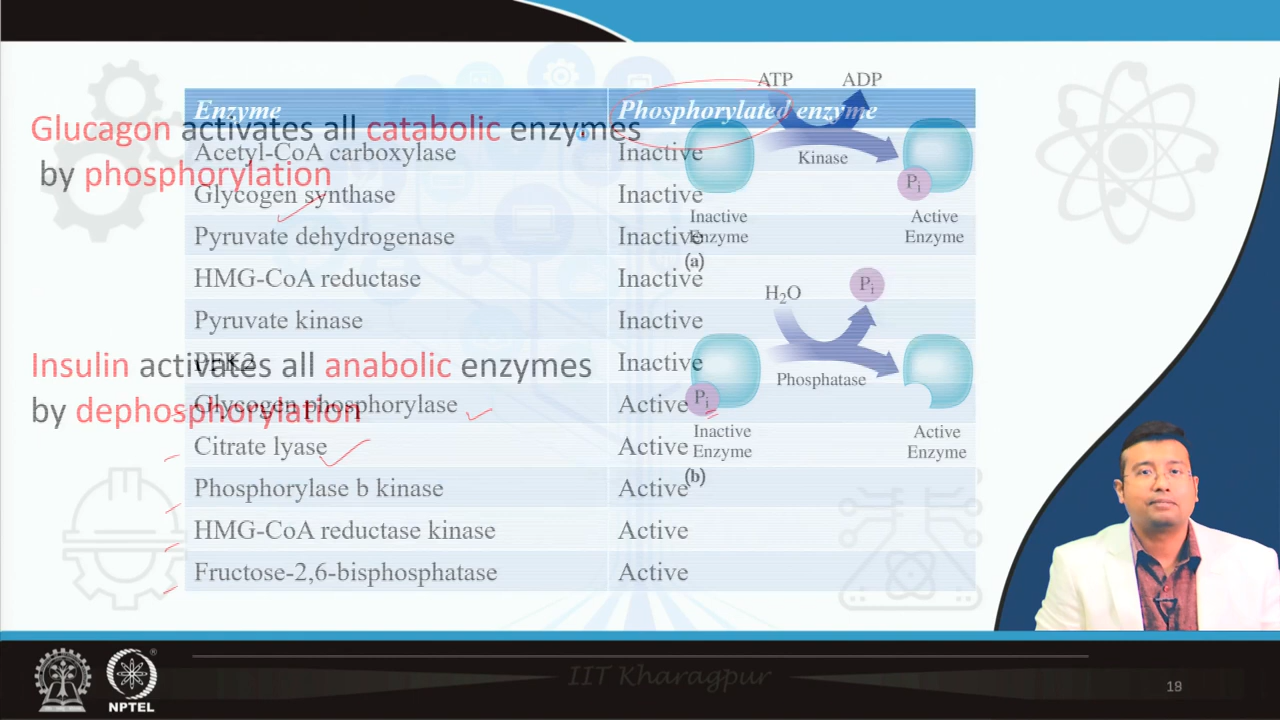 Enzyme Phosphorylated enzyme
Acetyl-CoA carboxylase Inactive
Glycogen synthase Inactive
Pyruvate dehydrogenase Inactive
HMG-CoA reductase Inactive
Pyruvate kinase Inactive
PFK2 Inactive
Glycogen phosphorylase Active
Citrate lyase Active
Phosphorylase b kinase Active
HMG-CoA reductase kinase Active
Fructose-2,6-bisphosphatase Active
Glucagon activates all catabolic enzymes
by phosphorylation
Insulin activates all anabolic enzymes
by dephosphorylation
ATP ADP
Kinase
Pi
Inactive Active
Enzyme Enzyme
(a)
H2O Pi
Phosphatase
Pi
Inactive Active
Enzyme Enzyme
(b)
IIT Kharagpur
NPTEL
18